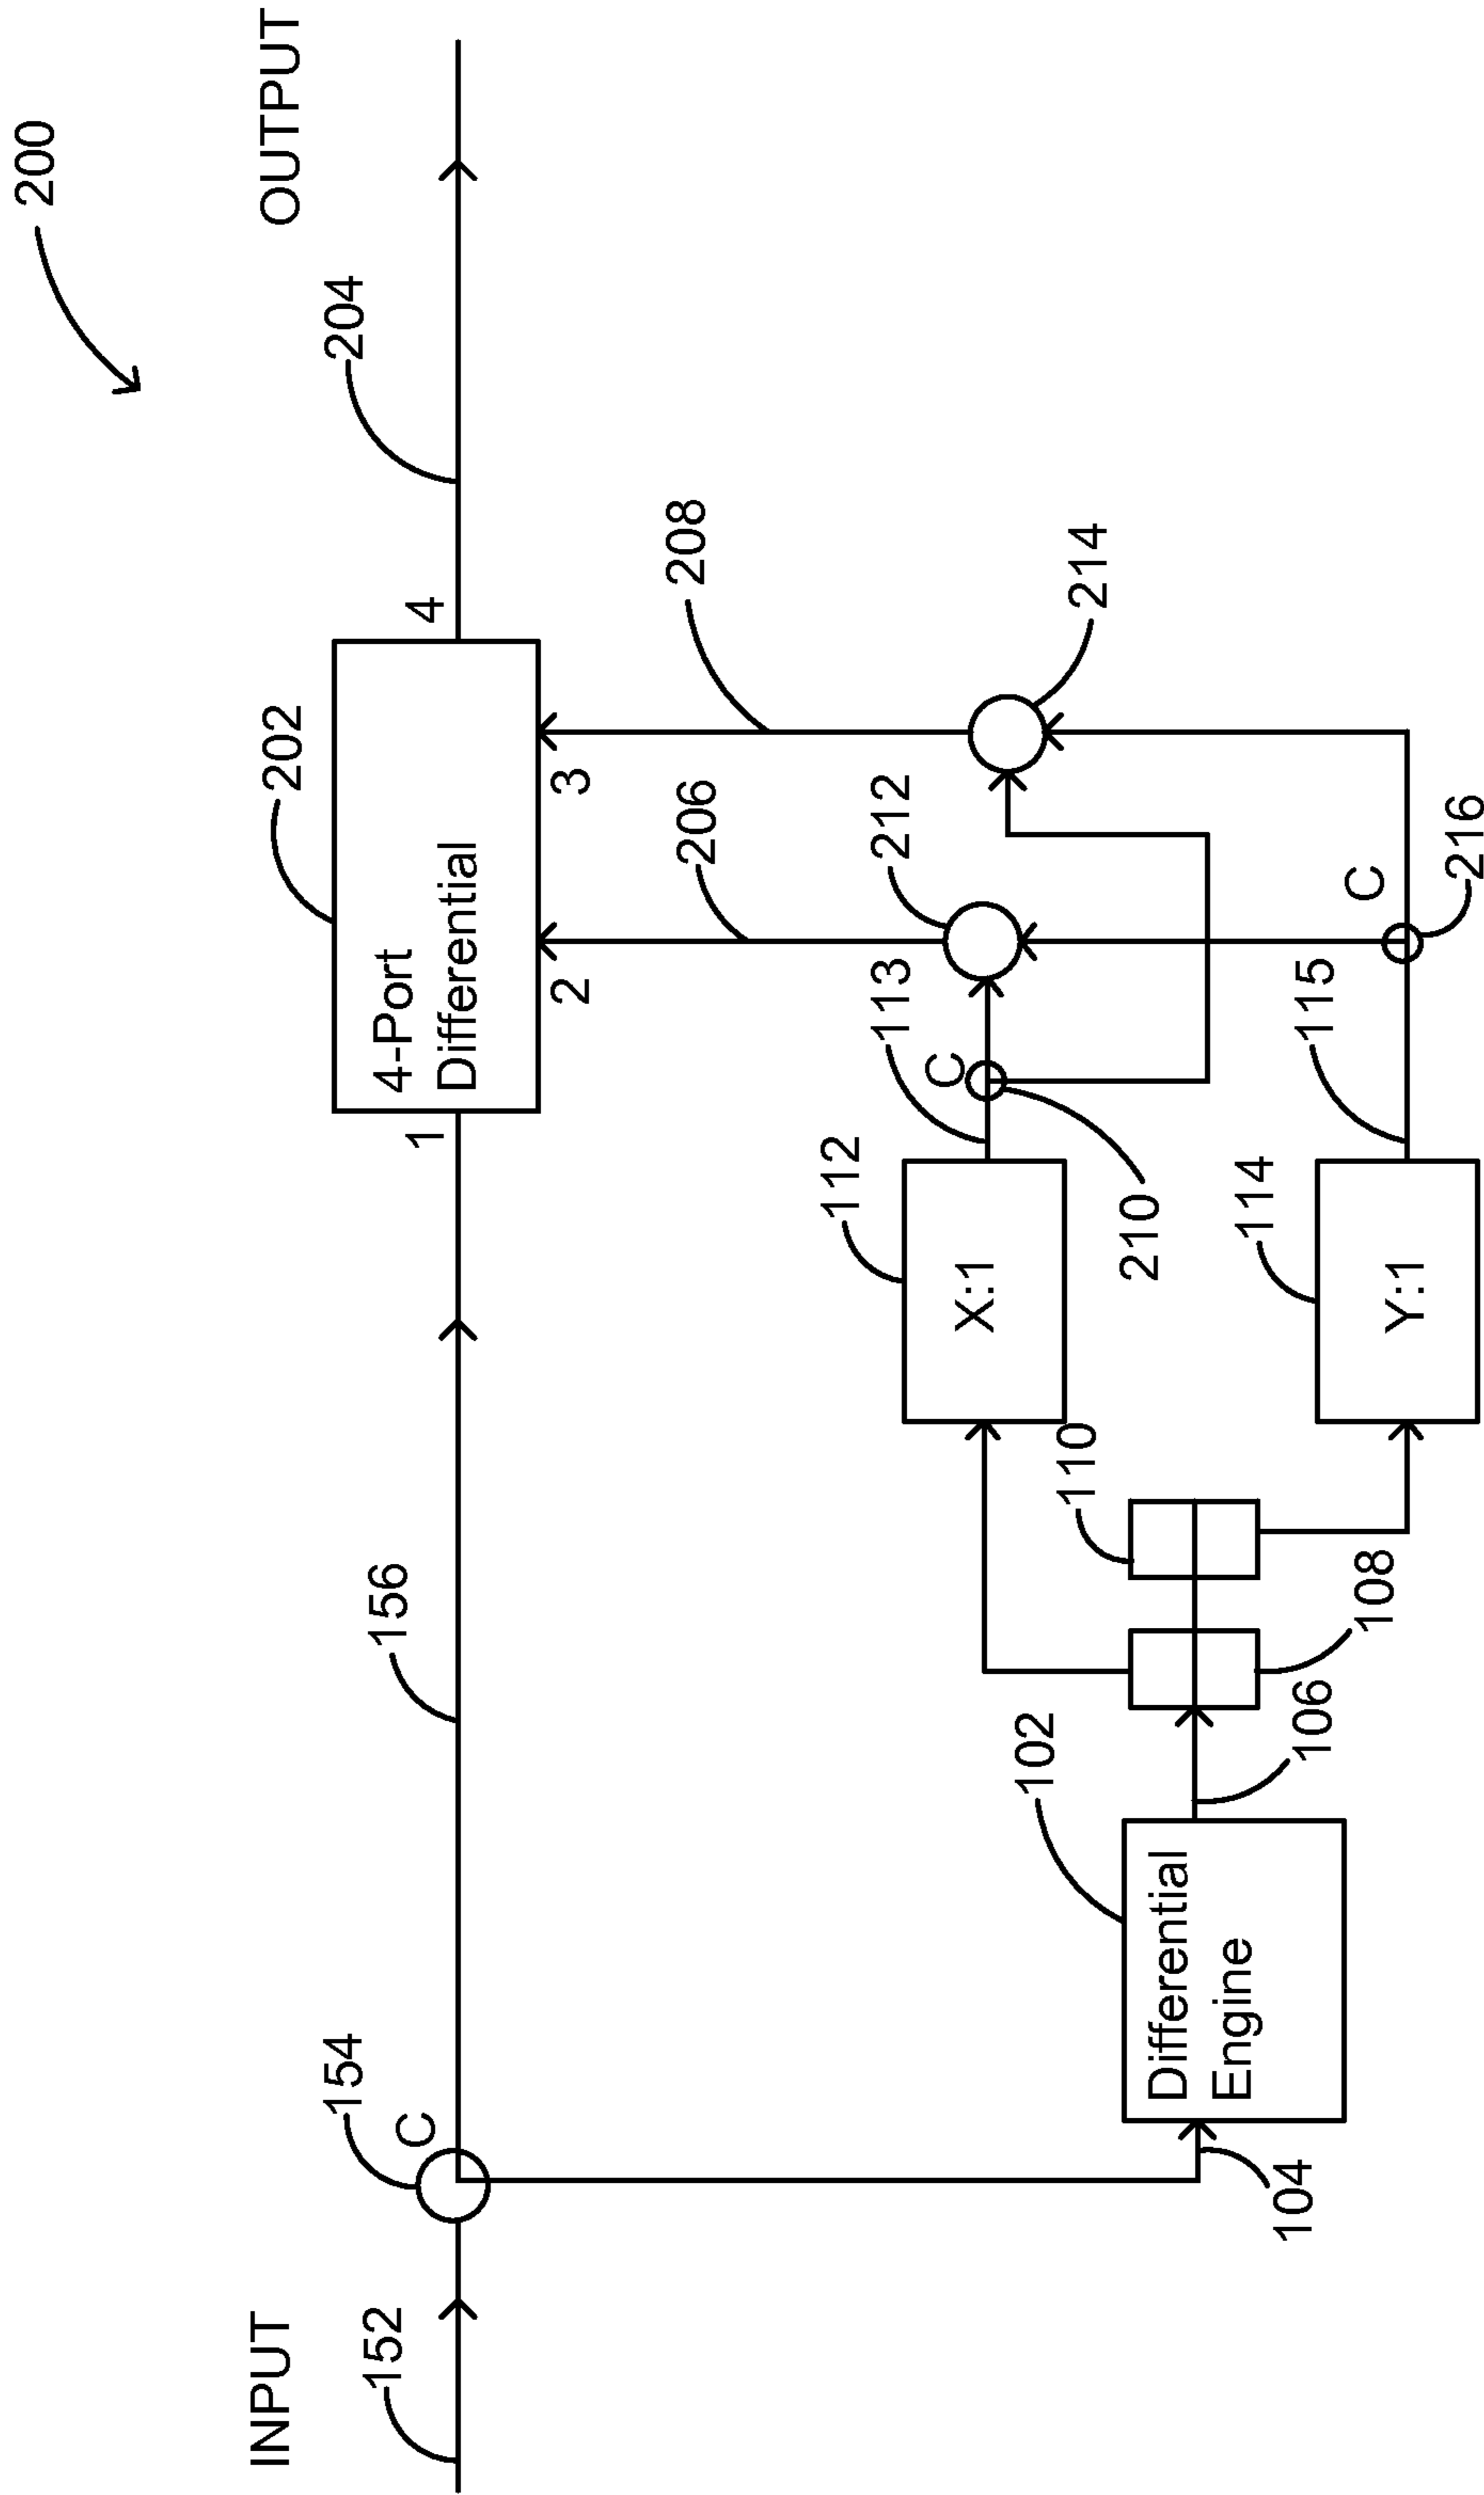 200
INPUT
OUTPUT
152
154
C
156
1
202
4-Port
Differential
4
204
2
3
206
208
112
X:1
113
C
210
212
214
102
Differential
Engine
104
106
108
110
114
Y:1
115
C
216